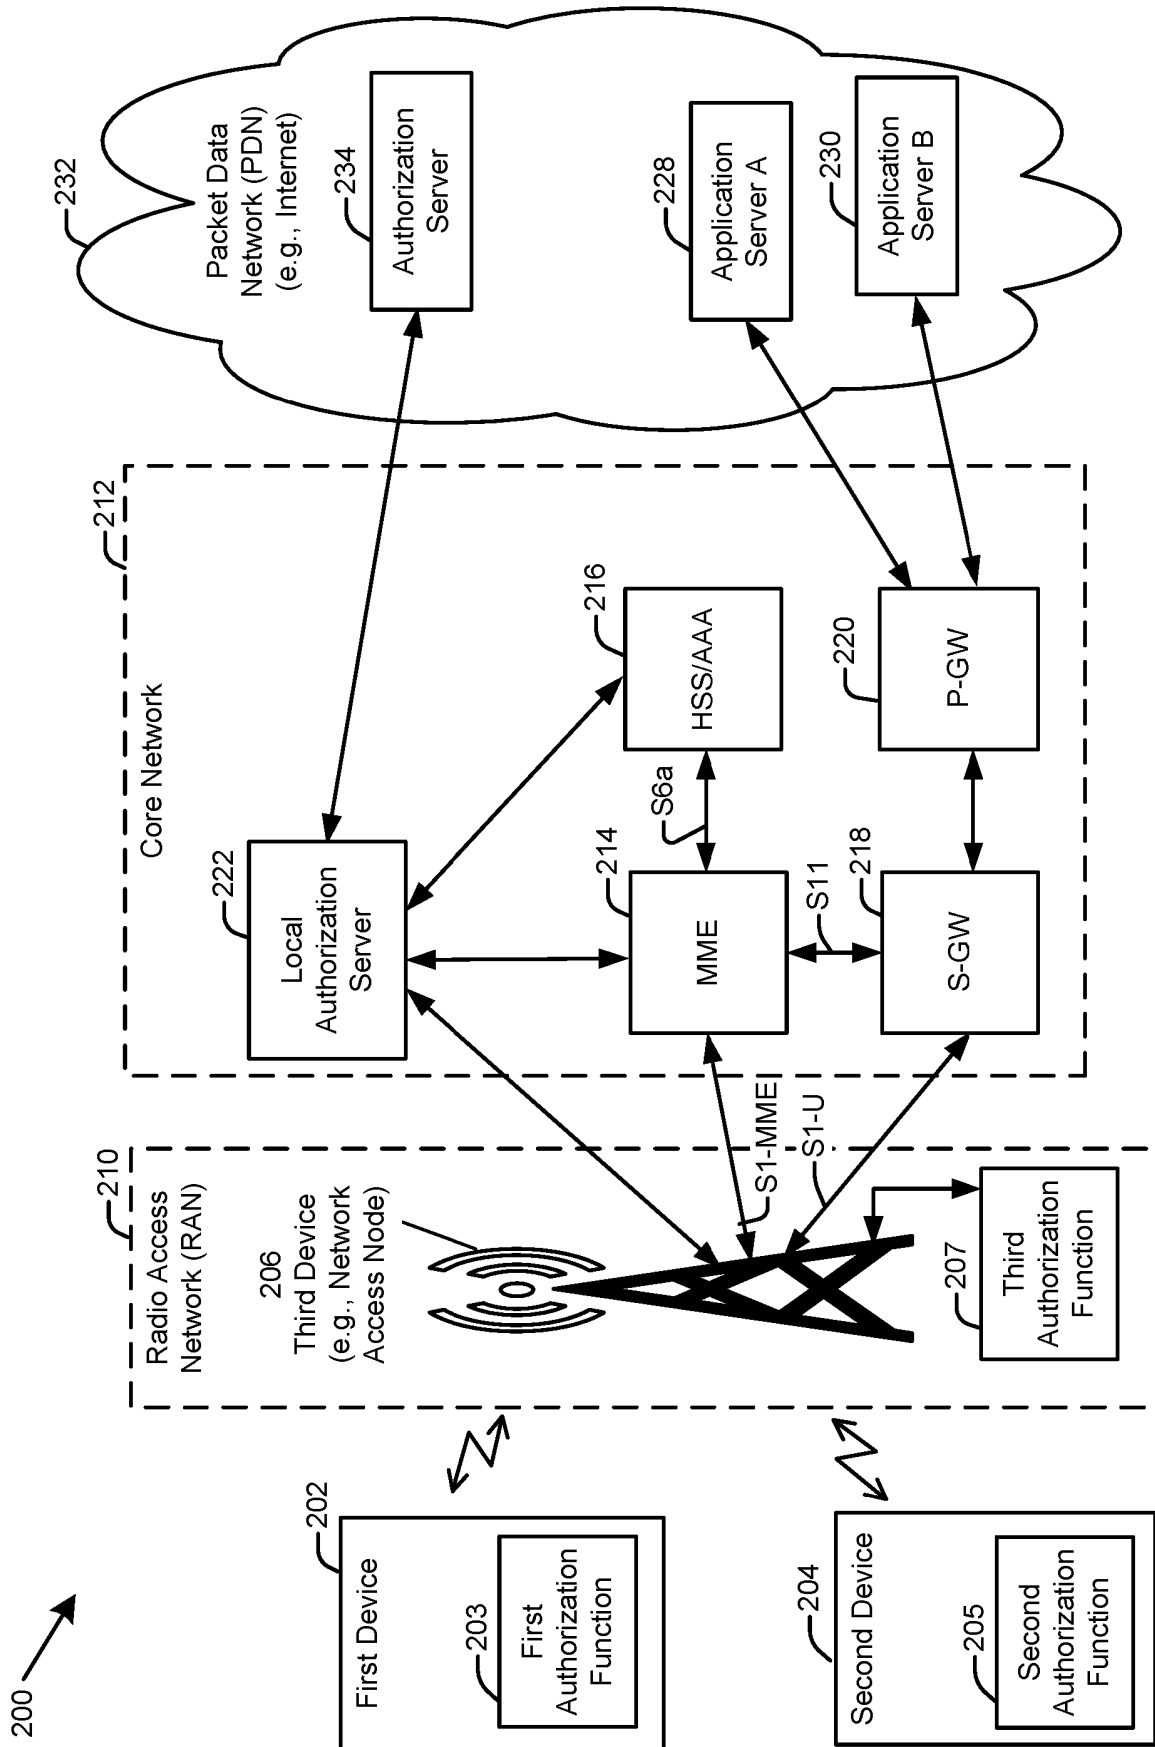 200
First Device
202
203
First
Authorization
Function
Second Device
204
205
Second
Authorization
Function
Radio Access
Network (RAN)
210
206
Third Device
(e.g., Network
Access Node)
207
Third
Authorization
Function
S1-MME
S1-U
Core Network
212
222
Local
Authorization
Server
214
MME
S6a
216
HSS/AAA
S11
218
S-GW
220
P-GW
232
Packet Data
Network (PDN)
(e.g., Internet)
234
Authorization
Server
228
Application
Server A
230
Application
Server B